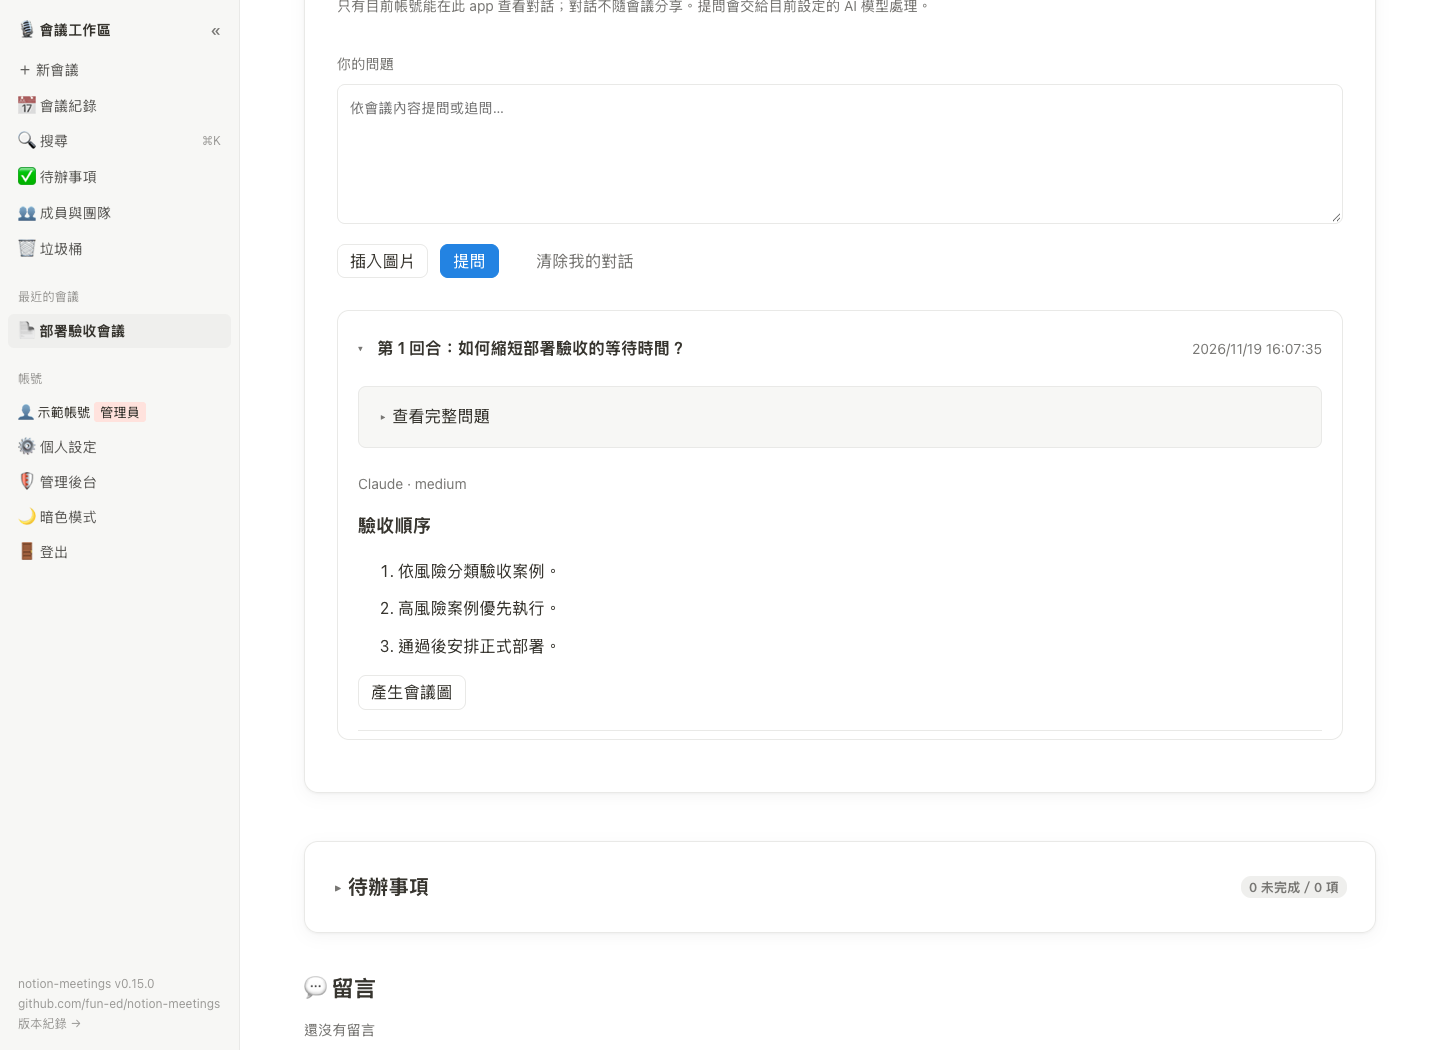 會議工作區 «
+ 新會議
會議紀錄
搜尋 ⌘K
待辦事項
成員與團隊
垃圾桶
最近的會議
部署驗收會議
帳號
示範帳號 管理員
個人設定
管理後台
暗色模式
登出
notion-meetings v0.15.0
github.com/fun-ed/notion-meetings
版本紀錄 →
只有目前帳號能在此 app 查看對話；對話不隨會議分享。提問會交給目前設定的 AI 模型處理。
你的問題
依會議內容提問或追問...
插入圖片 提問 清除我的對話
▾ 第 1 回合：如何縮短部署驗收的等待時間？ 2026/11/19 16:07:35
▸ 查看完整問題
Claude · medium
驗收順序
1. 依風險分類驗收案例。
2. 高風險案例優先執行。
3. 通過後安排正式部署。
產生會議圖
▸ 待辦事項 0 未完成 / 0 項
留言
還沒有留言